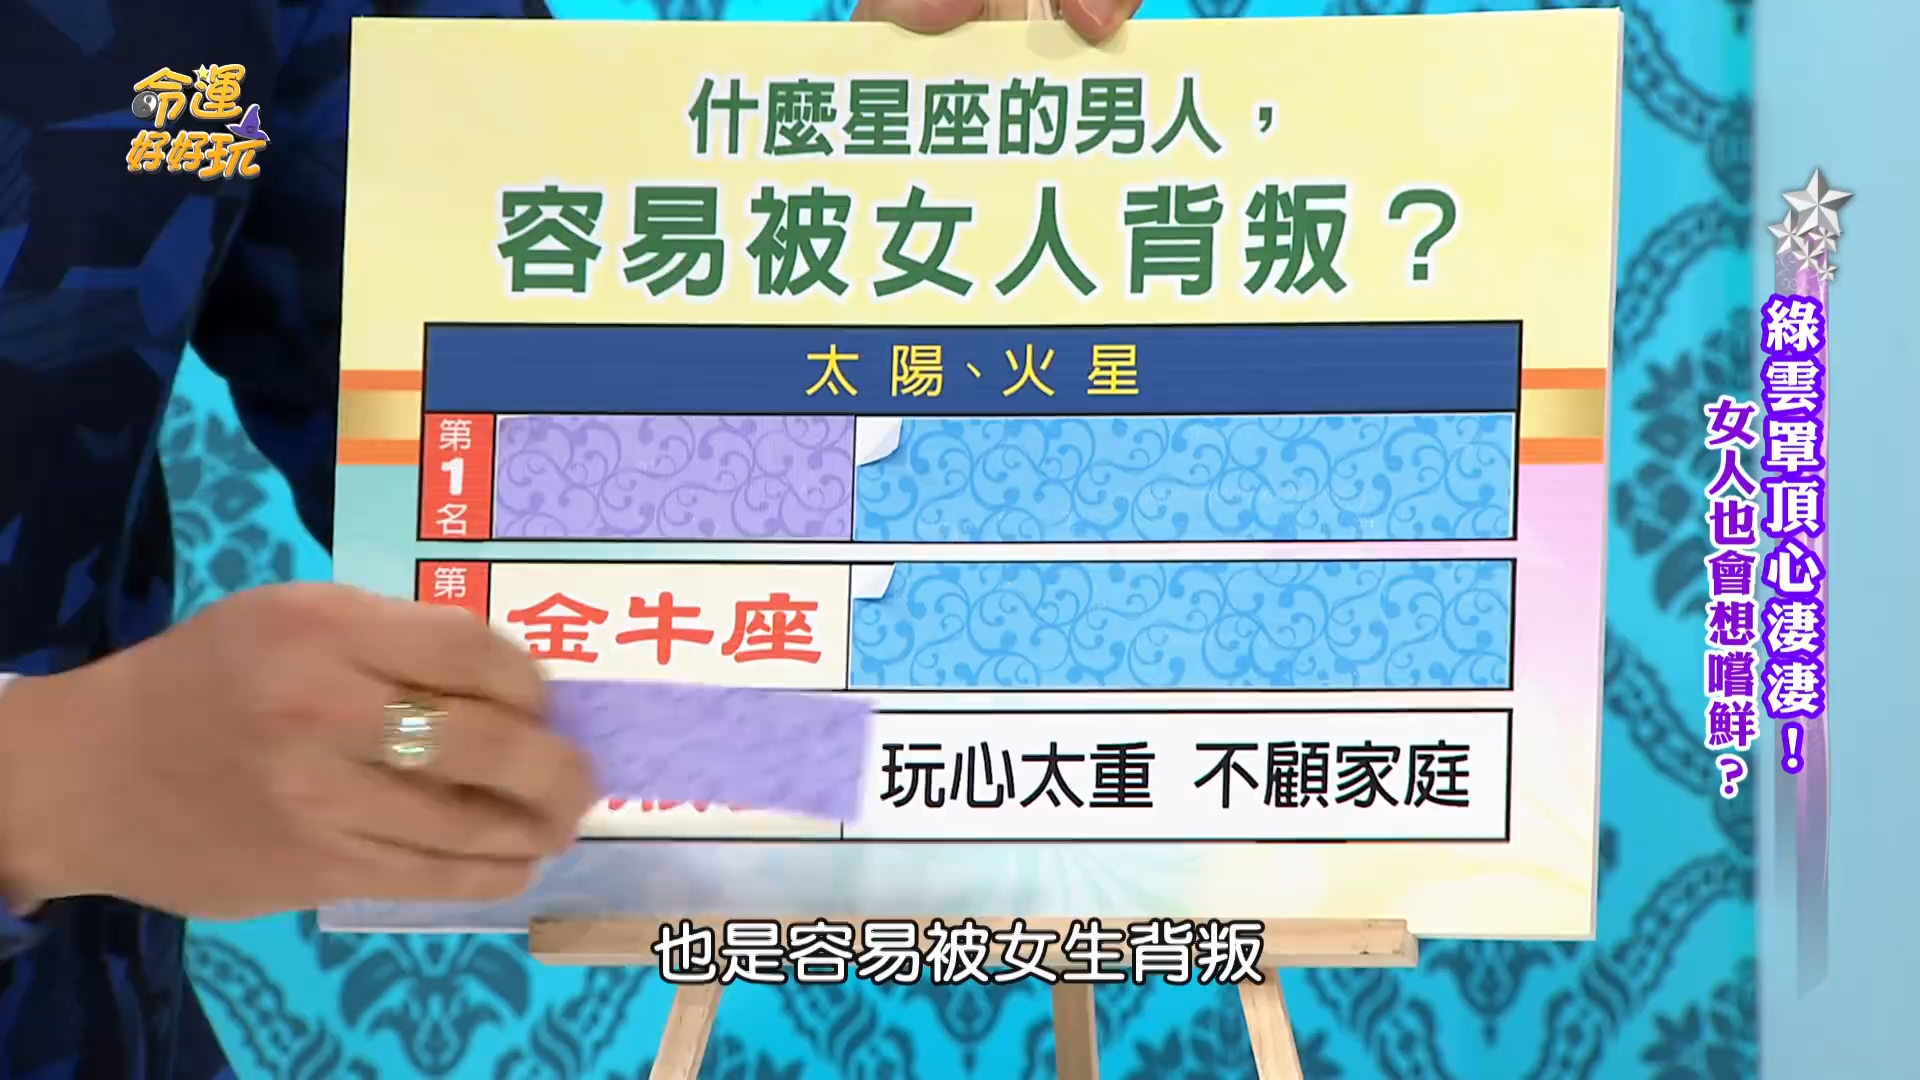 命運
好好玩
什麼星座的男人，
容易被女人背叛？
太陽、火星
第1名
第
金牛座
玩心太重 不顧家庭
綠雲罩頂心淒淒！
女人也會想嚐鮮？
也是容易被女生背叛